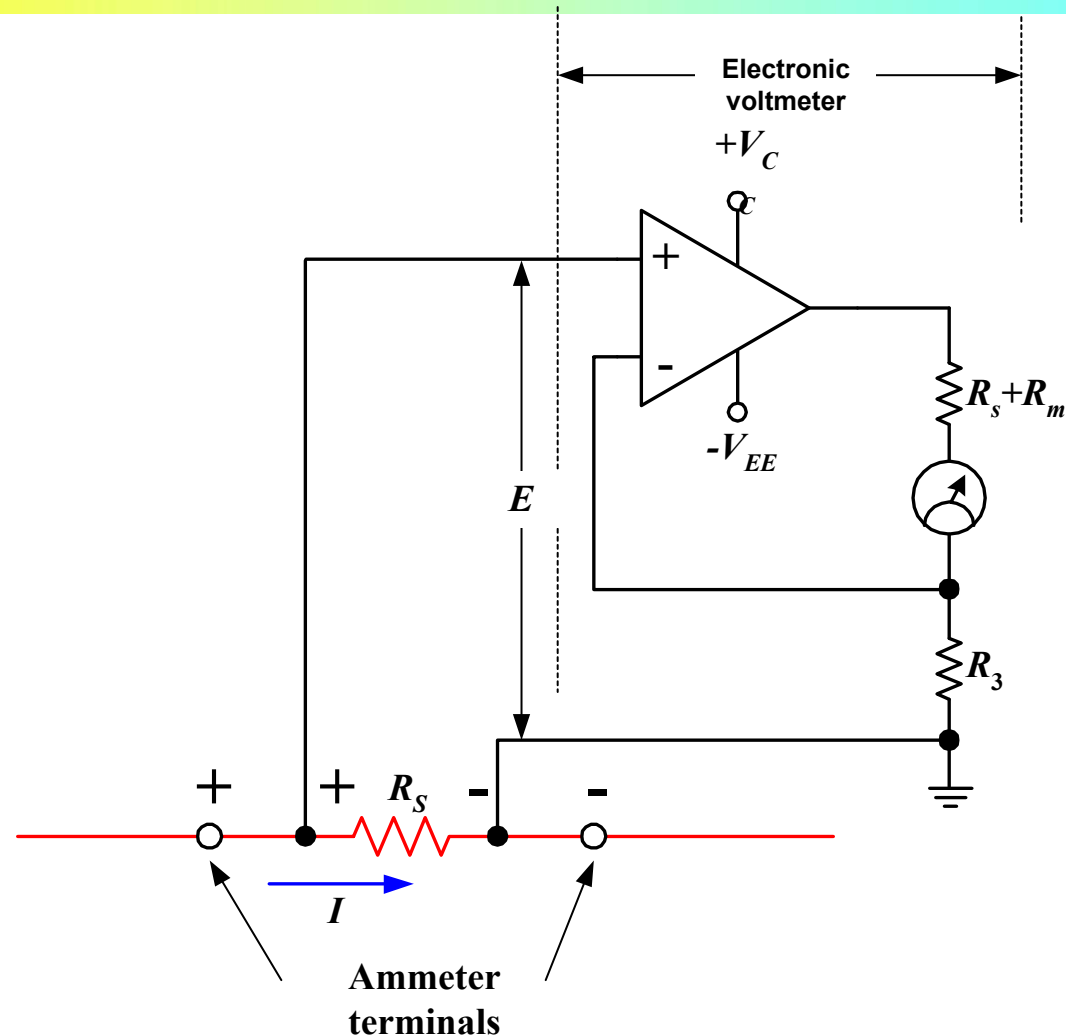 Electronic
voltmeter
+V_C
C
+
-
-V_EE
R_s+R_m
E
R_3
+
+
R_S
-
-
I
Ammeter
terminals